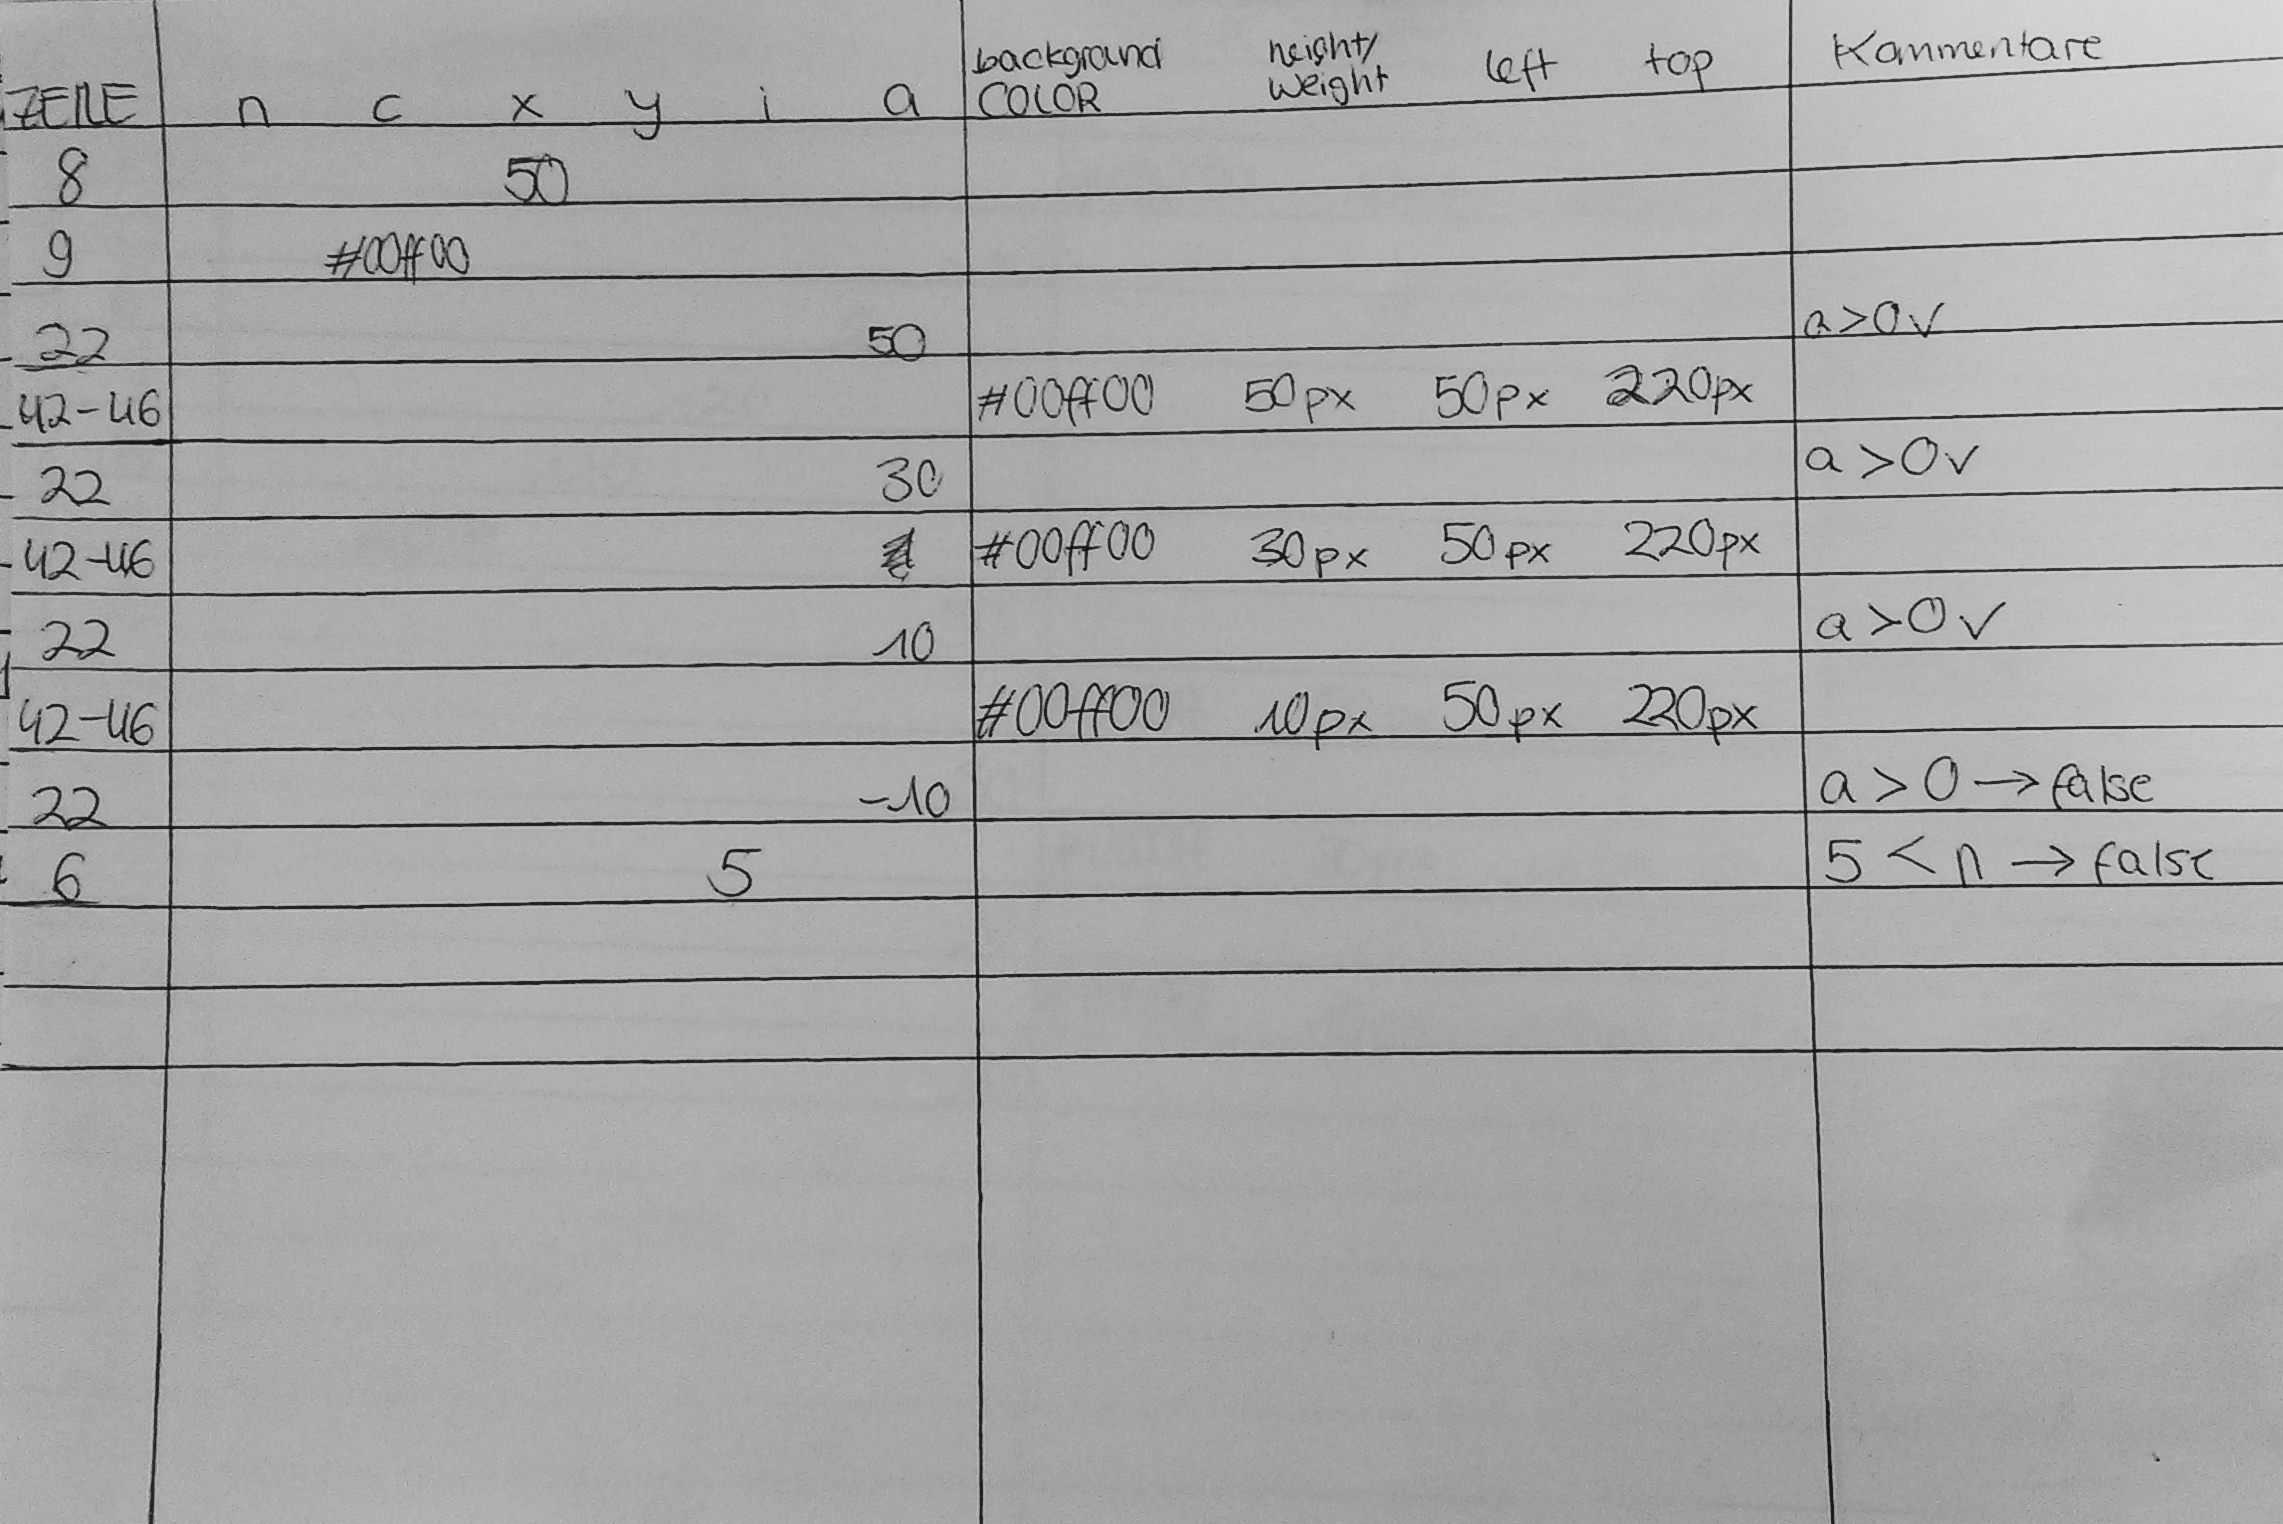 ZEILE n c x y i a background COLOR height/ weight left top Kommentare
8 50
9 #00ff00
22 50 a>0✓
42-46 #00ff00 50px 50px 220px
22 30 a>0✓
42-46 #00ff00 30px 50px 220px
22 10 a>0✓
42-46 #00ff00 10px 50px 220px
22 -10 a>0→false
6 5 5<n→false